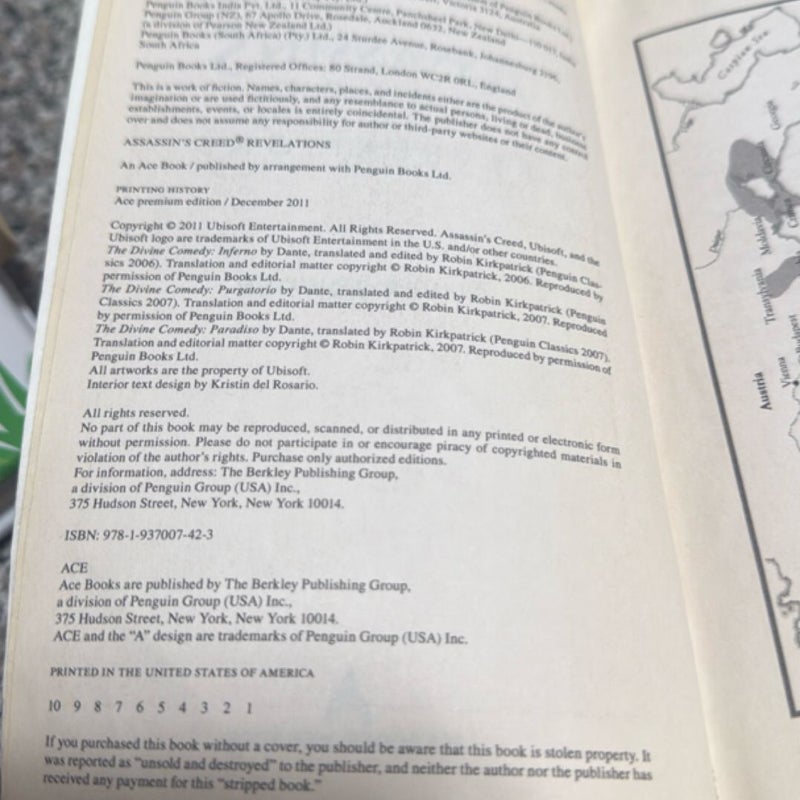 Penguin Books India Pvt. Ltd., 11 Community Centre, Panchsheel Park, New Delhi—110 017, India
Penguin Group (NZ), 67 Apollo Drive, Rosedale, Auckland 0632, New Zealand
(a division of Pearson New Zealand Ltd.)
Penguin Books (South Africa) (Pty.) Ltd., 24 Sturdee Avenue, Rosebank, Johannesburg 2196,
South Africa
Penguin Books Ltd., Registered Offices: 80 Strand, London WC2R 0RL, England
This is a work of fiction. Names, characters, places, and incidents either are the product of the author's
imagination or are used fictitiously, and any resemblance to actual persons, living or dead, business
establishments, events, or locales is entirely coincidental. The publisher does not have any control
over and does not assume any responsibility for author or third-party websites or their content.
ASSASSIN'S CREED® REVELATIONS
An Ace Book / published by arrangement with Penguin Books Ltd.
PRINTING HISTORY
Ace premium edition / December 2011
Copyright © 2011 Ubisoft Entertainment. All Rights Reserved. Assassin's Creed, Ubisoft, and the
Ubisoft logo are trademarks of Ubisoft Entertainment in the U.S. and/or other countries.
The Divine Comedy: Inferno by Dante, translated and edited by Robin Kirkpatrick (Penguin Clas-
sics 2006). Translation and editorial matter copyright © Robin Kirkpatrick, 2006. Reproduced by
permission of Penguin Books Ltd.
The Divine Comedy: Purgatorio by Dante, translated and edited by Robin Kirkpatrick (Penguin
Classics 2007). Translation and editorial matter copyright © Robin Kirkpatrick, 2007. Reproduced
by permission of Penguin Books Ltd.
The Divine Comedy: Paradiso by Dante, translated by Robin Kirkpatrick (Penguin Classics 2007).
Translation and editorial matter copyright © Robin Kirkpatrick, 2007. Reproduced by permission of
Penguin Books Ltd.
All artworks are the property of Ubisoft.
Interior text design by Kristin del Rosario.
All rights reserved.
No part of this book may be reproduced, scanned, or distributed in any printed or electronic form
without permission. Please do not participate in or encourage piracy of copyrighted materials in
violation of the author's rights. Purchase only authorized editions.
For information, address: The Berkley Publishing Group,
a division of Penguin Group (USA) Inc.,
375 Hudson Street, New York, New York 10014.
ISBN: 978-1-937007-42-3
ACE
Ace Books are published by The Berkley Publishing Group,
a division of Penguin Group (USA) Inc.,
375 Hudson Street, New York, New York 10014.
ACE and the "A" design are trademarks of Penguin Group (USA) Inc.
PRINTED IN THE UNITED STATES OF AMERICA
10 9 8 7 6 5 4 3 2 1
If you purchased this book without a cover, you should be aware that this book is stolen property. It
was reported as "unsold and destroyed" to the publisher, and neither the author nor the publisher has
received any payment for this "stripped book."
Caspian Sea
Georgia
Moldavia
Transylvania
Budapest
Vienna
Austria